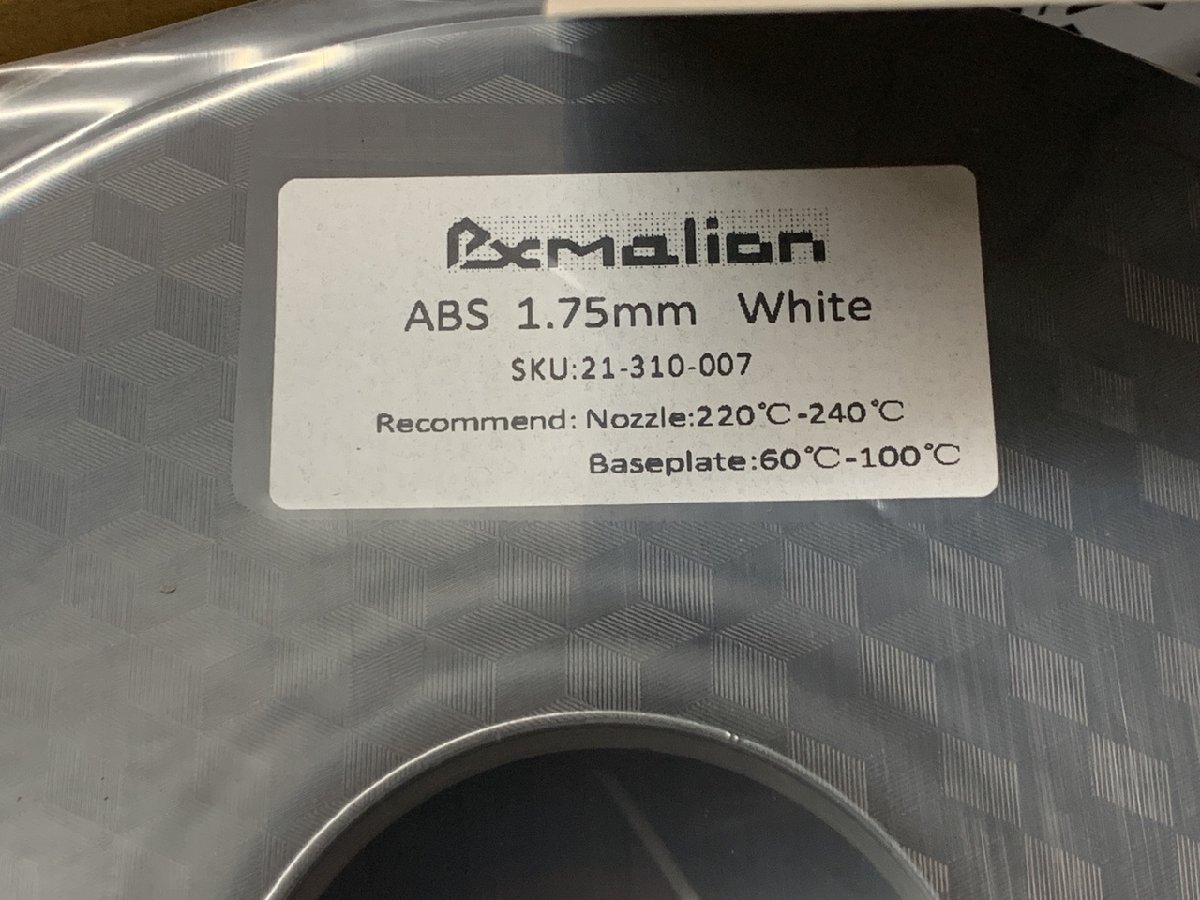 Pxmalion
ABS 1.75mm White
SKU:21-310-007
Recommend: Nozzle:220℃-240℃
Baseplate:60℃-100℃